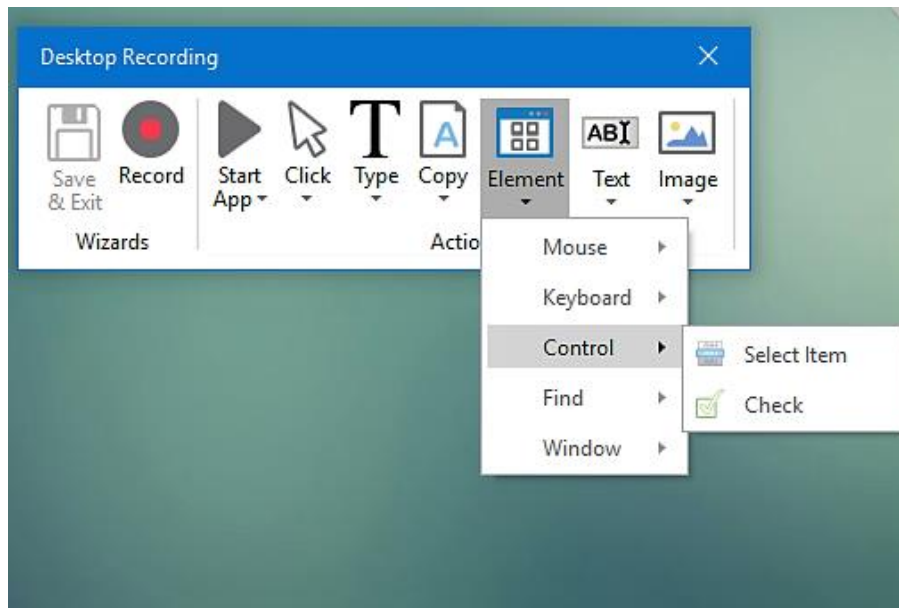 Desktop Recording
Save Record Start Click Type Copy Element Text Image
& Exit App
Wizards Actio
Mouse
Keyboard
Control
Select Item
Find
Check
Window